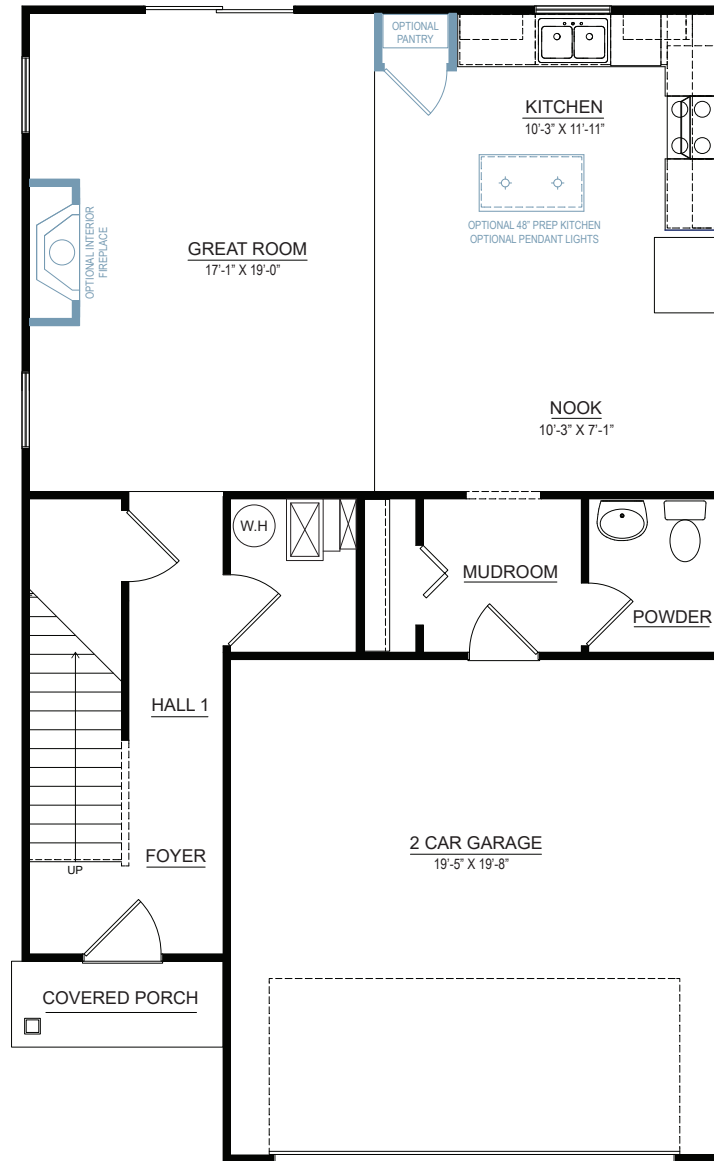 OPTIONAL
PANTRY
KITCHEN
10'-3” X 11'-11”
OPTIONAL 48” PREP KITCHEN
OPTIONAL PENDANT LIGHTS
GREAT ROOM
17'-1” X 19'-0”
OPTIONAL INTERIOR
FIREPLACE
NOOK
10'-3” X 7'-1”
W.H
MUDROOM
POWDER
HALL 1
FOYER
UP
2 CAR GARAGE
19'-5” X 19'-8”
COVERED PORCH